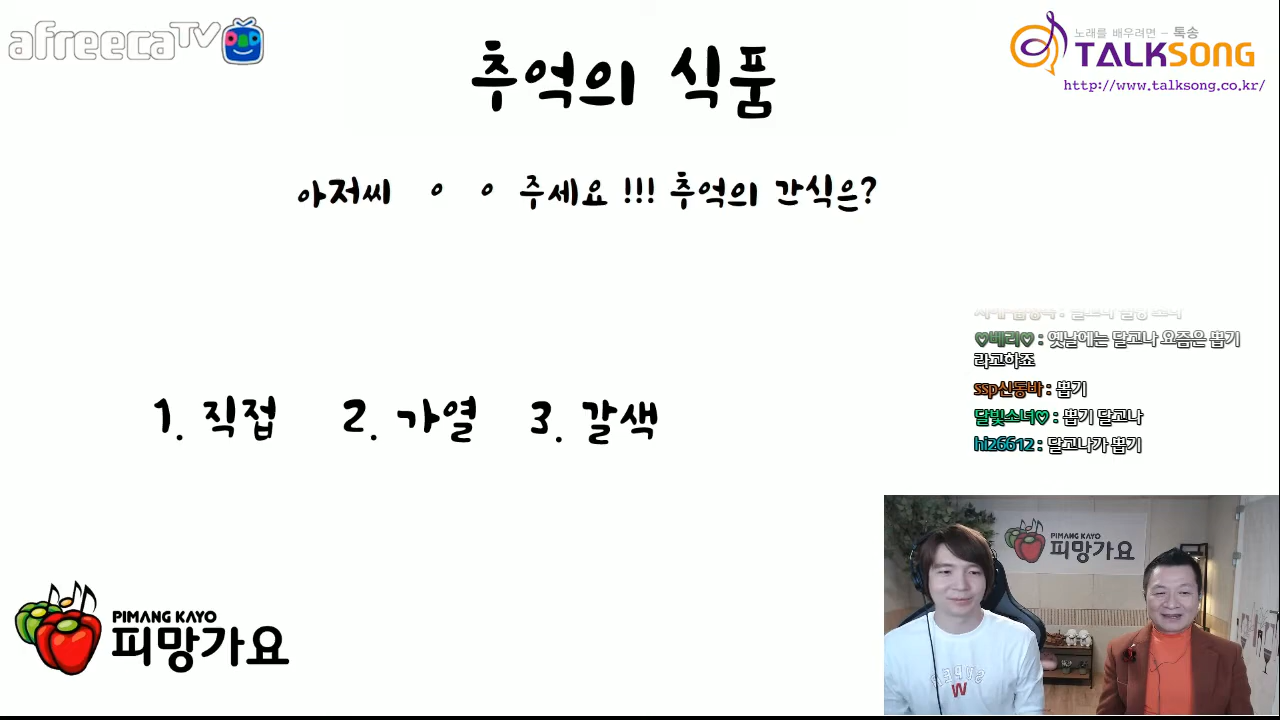 afreecaTV
노래를 배우려면 - 톡송
TALKSONG
http://www.talksong.co.kr/
추억의 식품
아저씨 ㅇ ㅇ 주세요 !!! 추억의 간식은?
♡베리♡ : 옛날에는 달고나 요즘은 뽑기
라고하죠
ssp신동바 : 뽑기
달빛소녀♡ : 뽑기 달고나
hi26612 : 달고나가 뽑기
1. 직접 2. 가열 3. 갈색
PIMANG KAYO
피망가요
PIMANG KAYO
피망가요
W